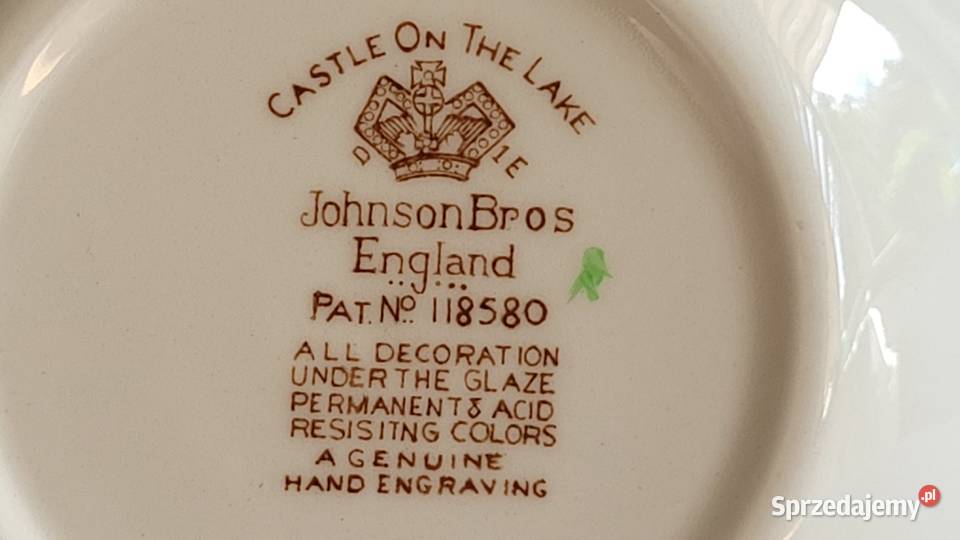 CASTLE ON THE LAKE
D 1E
Johnson Bros
England
PAT. No. 118580
ALL DECORATION
UNDER THE GLAZE
PERMANENT & ACID
RESISITNG COLORS
A GENUINE
HAND ENGRAVING
Sprzedajemy.pl